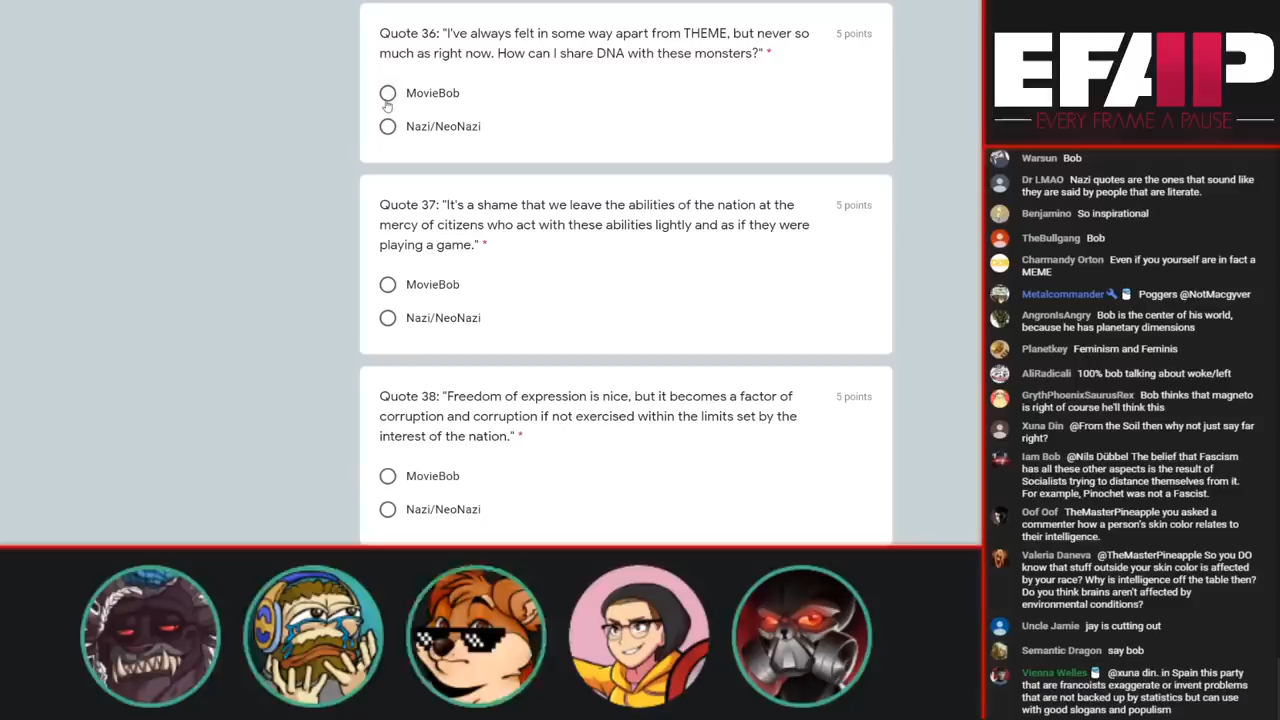 Quote 36: "I've always felt in some way apart from THEME, but never so
much as right now. How can I share DNA with these monsters?" *
5 points
MovieBob
Nazi/NeoNazi
Quote 37: "It's a shame that we leave the abilities of the nation at the
mercy of citizens who act with these abilities lightly and as if they were
playing a game." *
5 points
MovieBob
Nazi/NeoNazi
Quote 38: "Freedom of expression is nice, but it becomes a factor of
corruption and corruption if not exercised within the limits set by the
interest of the nation." *
5 points
MovieBob
Nazi/NeoNazi
EFAP
EVERY FRAME A PAUSE
Warsun Bob
Dr LMAO Nazi quotes are the ones that sound like
they are said by people that are literate.
Benjamino So inspirational
TheBullgang Bob
Charmandy Orton Even if you yourself are in fact a
MEME
Metalcommander Poggers @NotMacgyver
AngronIsAngry Bob is the center of his world,
because he has planetary dimensions
Planetkey Feminism and Feminis
AliRadicali 100% bob talking about woke/left
GrythPhoenixSaurusRex Bob thinks that magneto
is right of course he'll think this
Xuna Din @From the Soil then why not just say far
right?
Iam Bob @Nils Dübbel The belief that Fascism
has all these other aspects is the result of
Socialists trying to distance themselves from it.
For example, Pinochet was not a Fascist.
Oof Oof TheMasterPineapple you asked a
commenter how a person's skin color relates to
their intelligence.
Valeria Daneva @TheMasterPineapple So you DO
know that stuff outside your skin color is affected
by your race? Why is intelligence off the table then?
Do you think brains aren't affected by
environmental conditions?
Uncle Jamie jay is cutting out
Semantic Dragon say bob
Vienna Welles @xuna din. in Spain this party
that are francoists exaggerate or invent problems
that are not backed up by statistics but can use
with good slogans and populism